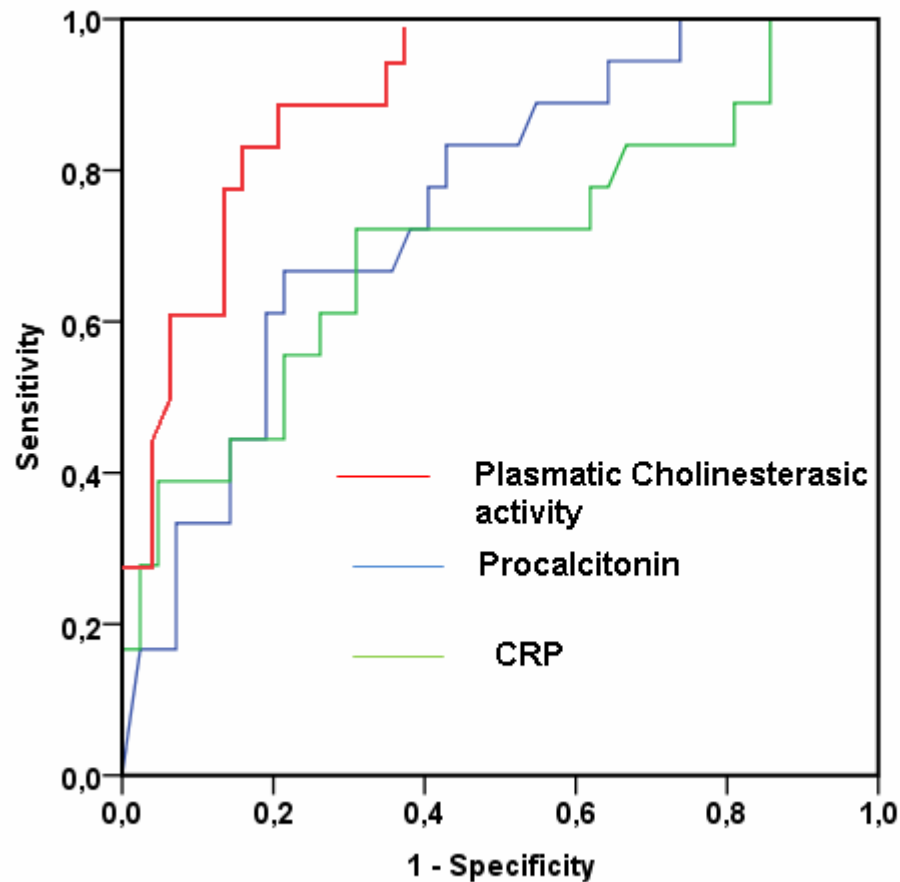 1,0
0,8
0,6
0,4
0,2
0,0
Sensitivity
Plasmatic Cholinesterasic
activity
Procalcitonin
CRP
0,0 0,2 0,4 0,6 0,8 1,0
1 - Specificity